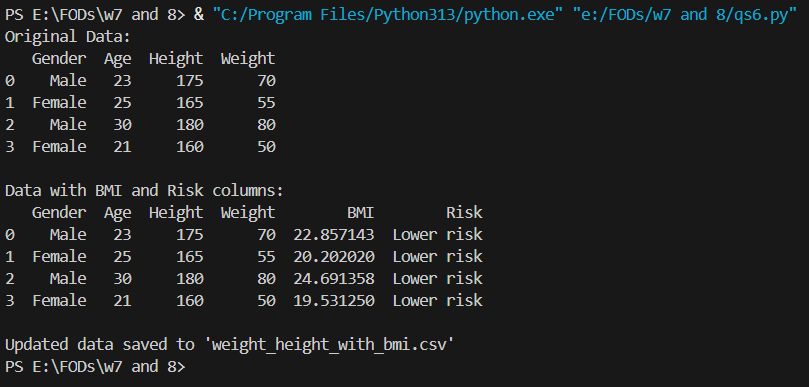 PS E:\FODs\w7 and 8> & "C:/Program Files/Python313/python.exe" "e:/FODs/w7 and 8/qs6.py"
Original Data:
   Gender  Age  Height  Weight
0    Male   23     175      70
1  Female   25     165      55
2    Male   30     180      80
3  Female   21     160      50

Data with BMI and Risk columns:
   Gender  Age  Height  Weight        BMI        Risk
0    Male   23     175      70  22.857143  Lower risk
1  Female   25     165      55  20.202020  Lower risk
2    Male   30     180      80  24.691358  Lower risk
3  Female   21     160      50  19.531250  Lower risk

Updated data saved to 'weight_height_with_bmi.csv'
PS E:\FODs\w7 and 8>